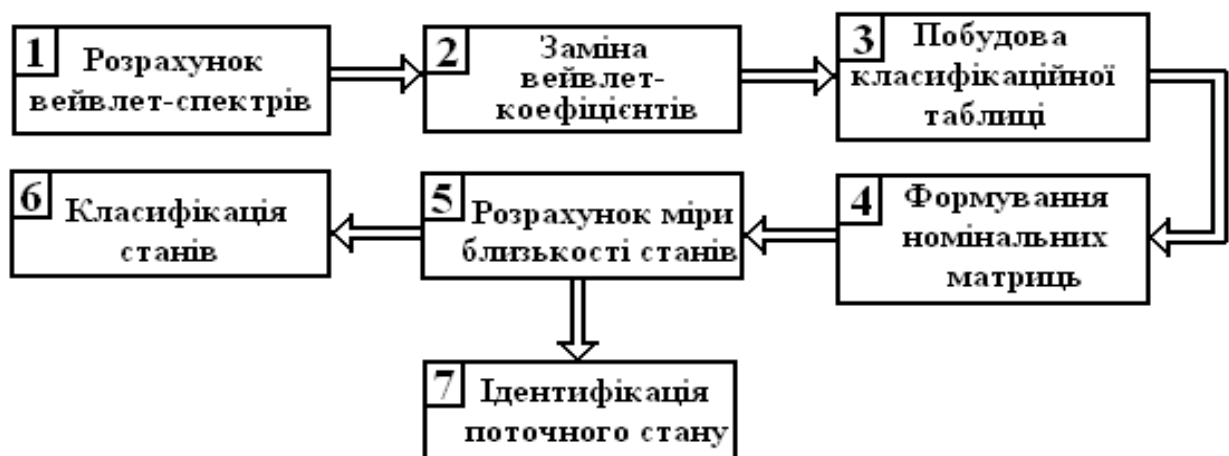 1
Розрахунок
вейвлет-спектрів
2
Заміна
вейвлет-
коефіцієнтів
3
Побудова
класифікаційної
таблиці
4
Формування
номінальних
матриць
5
Розрахунок міри
близькості станів
6
Класифікація
станів
7
Ідентифікація
поточного стану